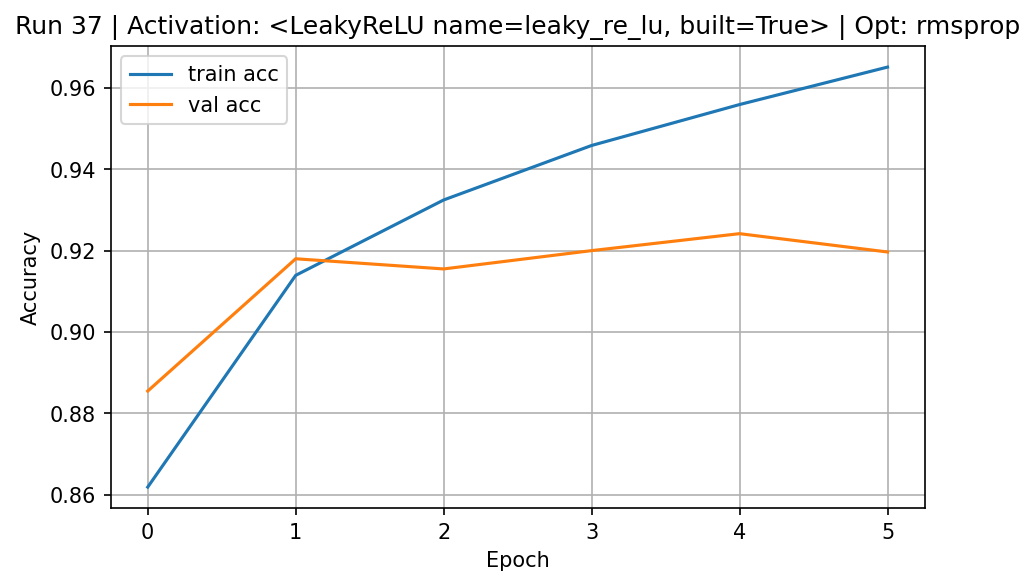 Run 37 | Activation: <LeakyReLU name=leaky_re_lu, built=True> | Opt: rmsprop
train acc
val acc
Accuracy
0.96
0.94
0.92
0.90
0.88
0.86
0 1 2 3 4 5
Epoch